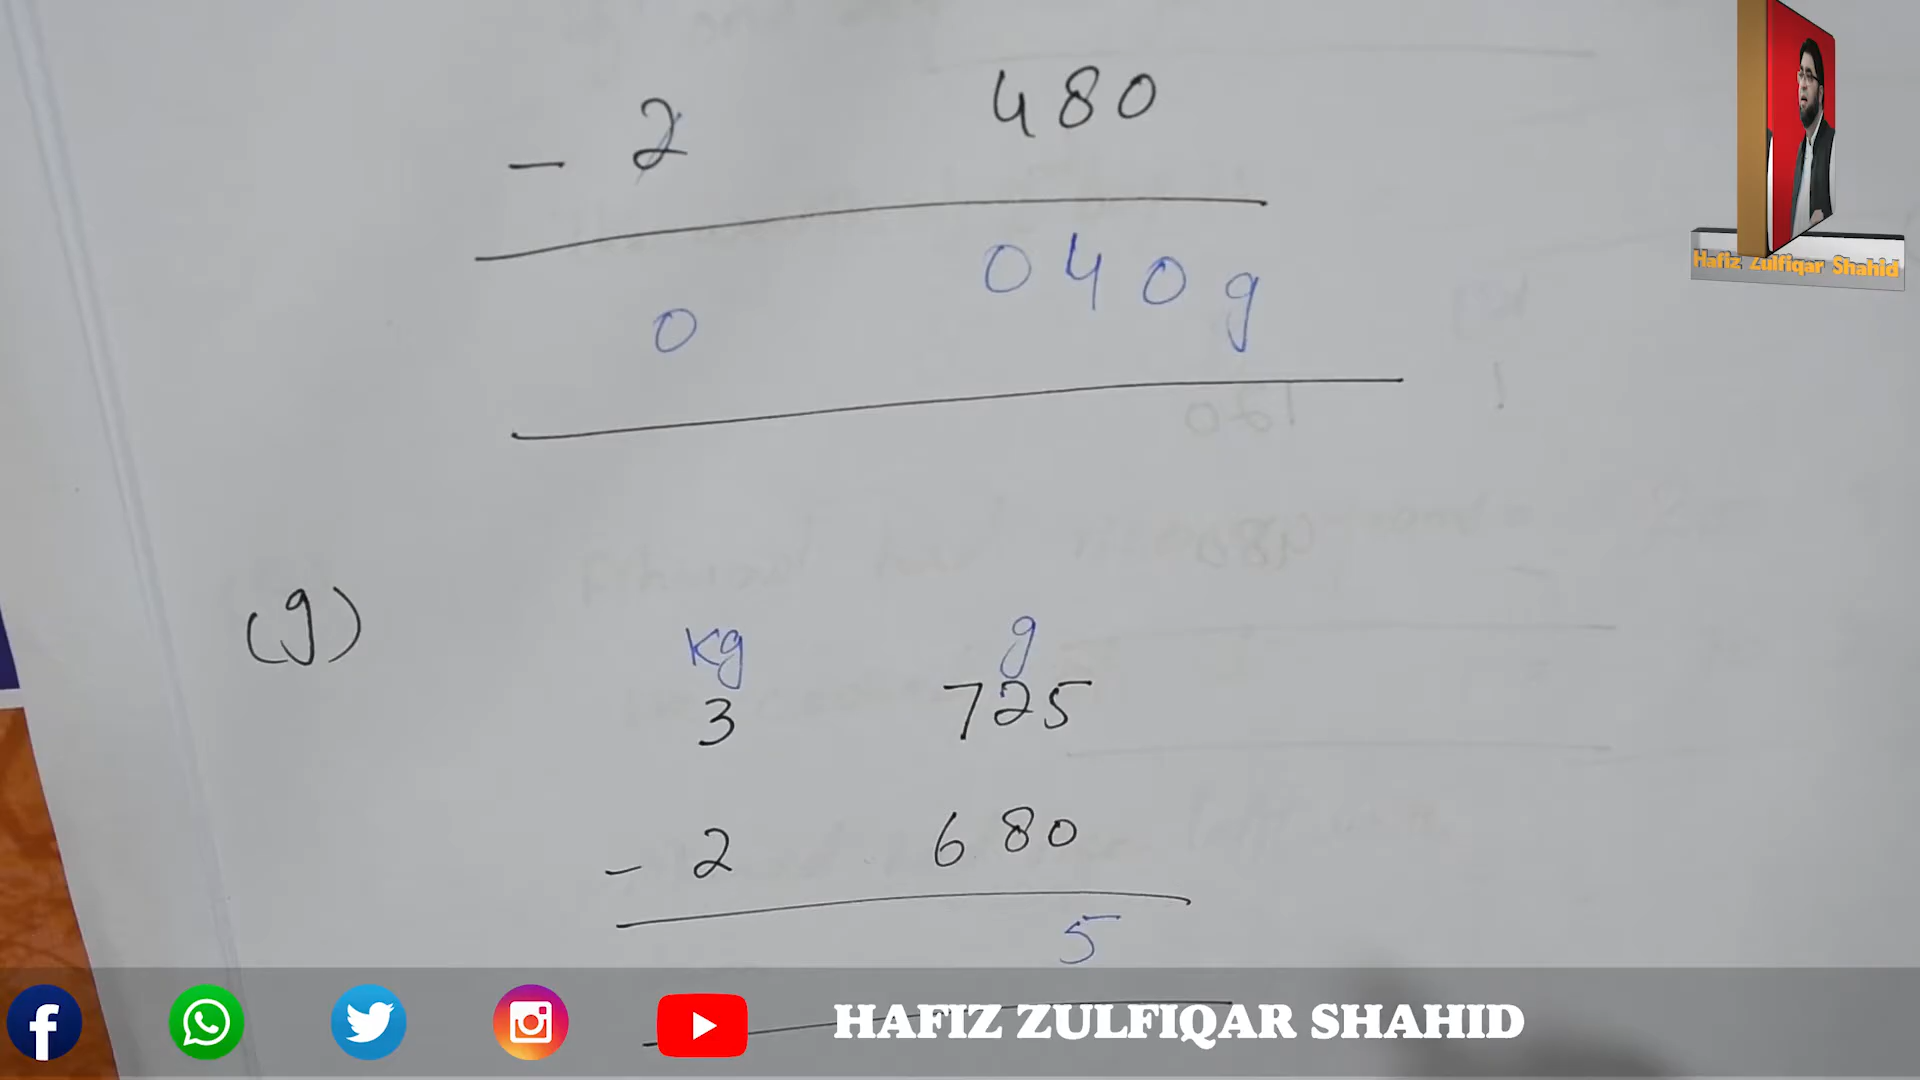 - 2 480
0 040g
(g)
kg g
3 725
- 2 680
5
Hafiz Zulfiqar Shahid
HAFIZ ZULFIQAR SHAHID